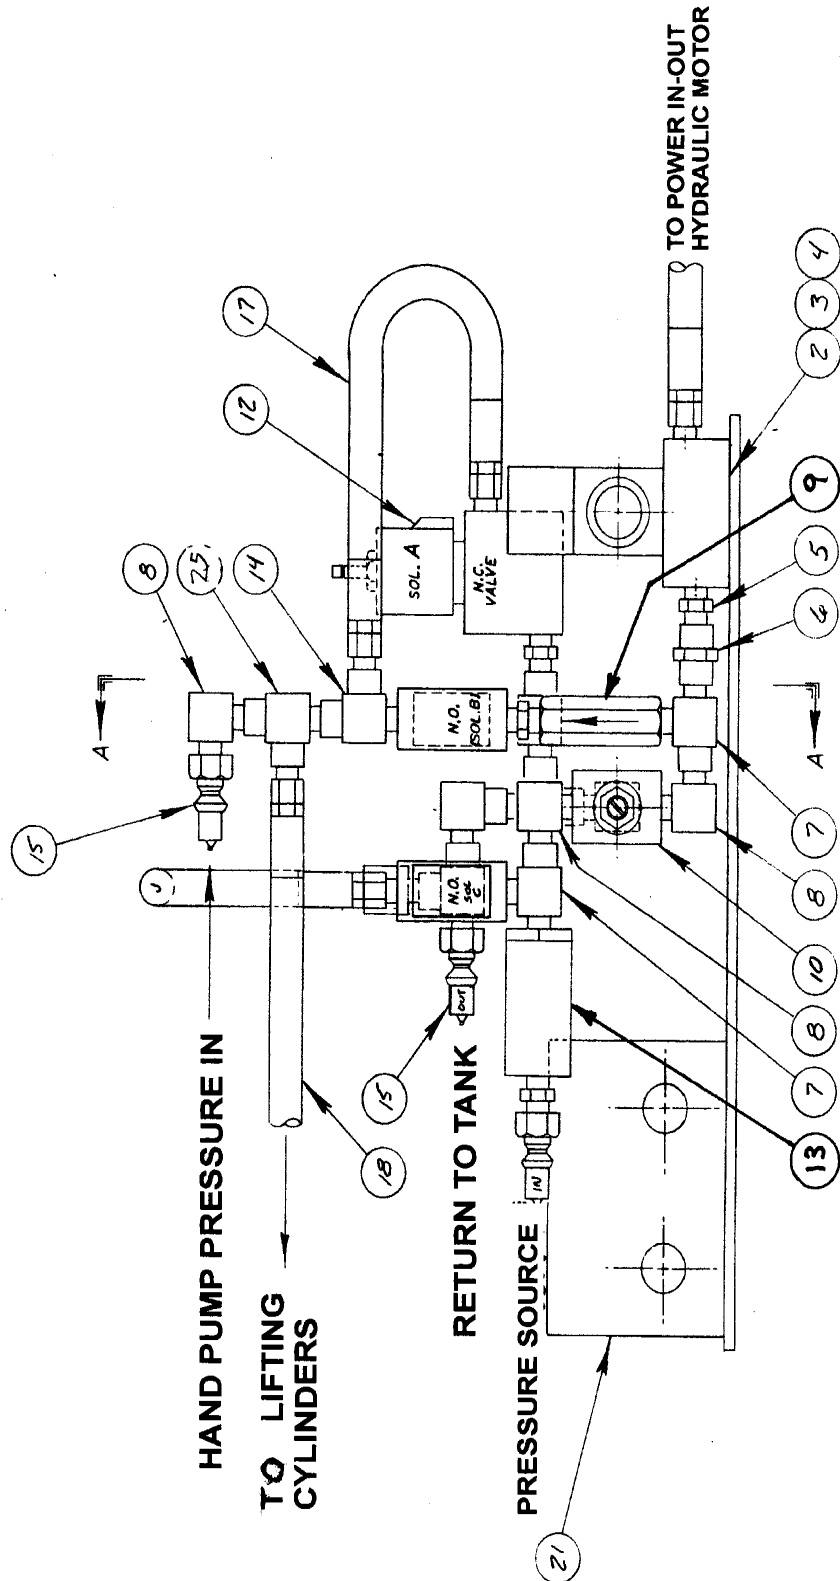 15
A
J
8
25
14
12
17
HAND PUMP PRESSURE IN
TO LIFTING
CYLINDERS
18
15
SOL. A
N.O.
SOL.B
N.O.
SOL
C
OUT
RETURN TO TANK
N.C.
VALVE
PRESSURE SOURCE
IN
21
TO POWER IN-OUT
HYDRAULIC MOTOR
A
13
7
8
10
8
7
6
5
9
2
3
4